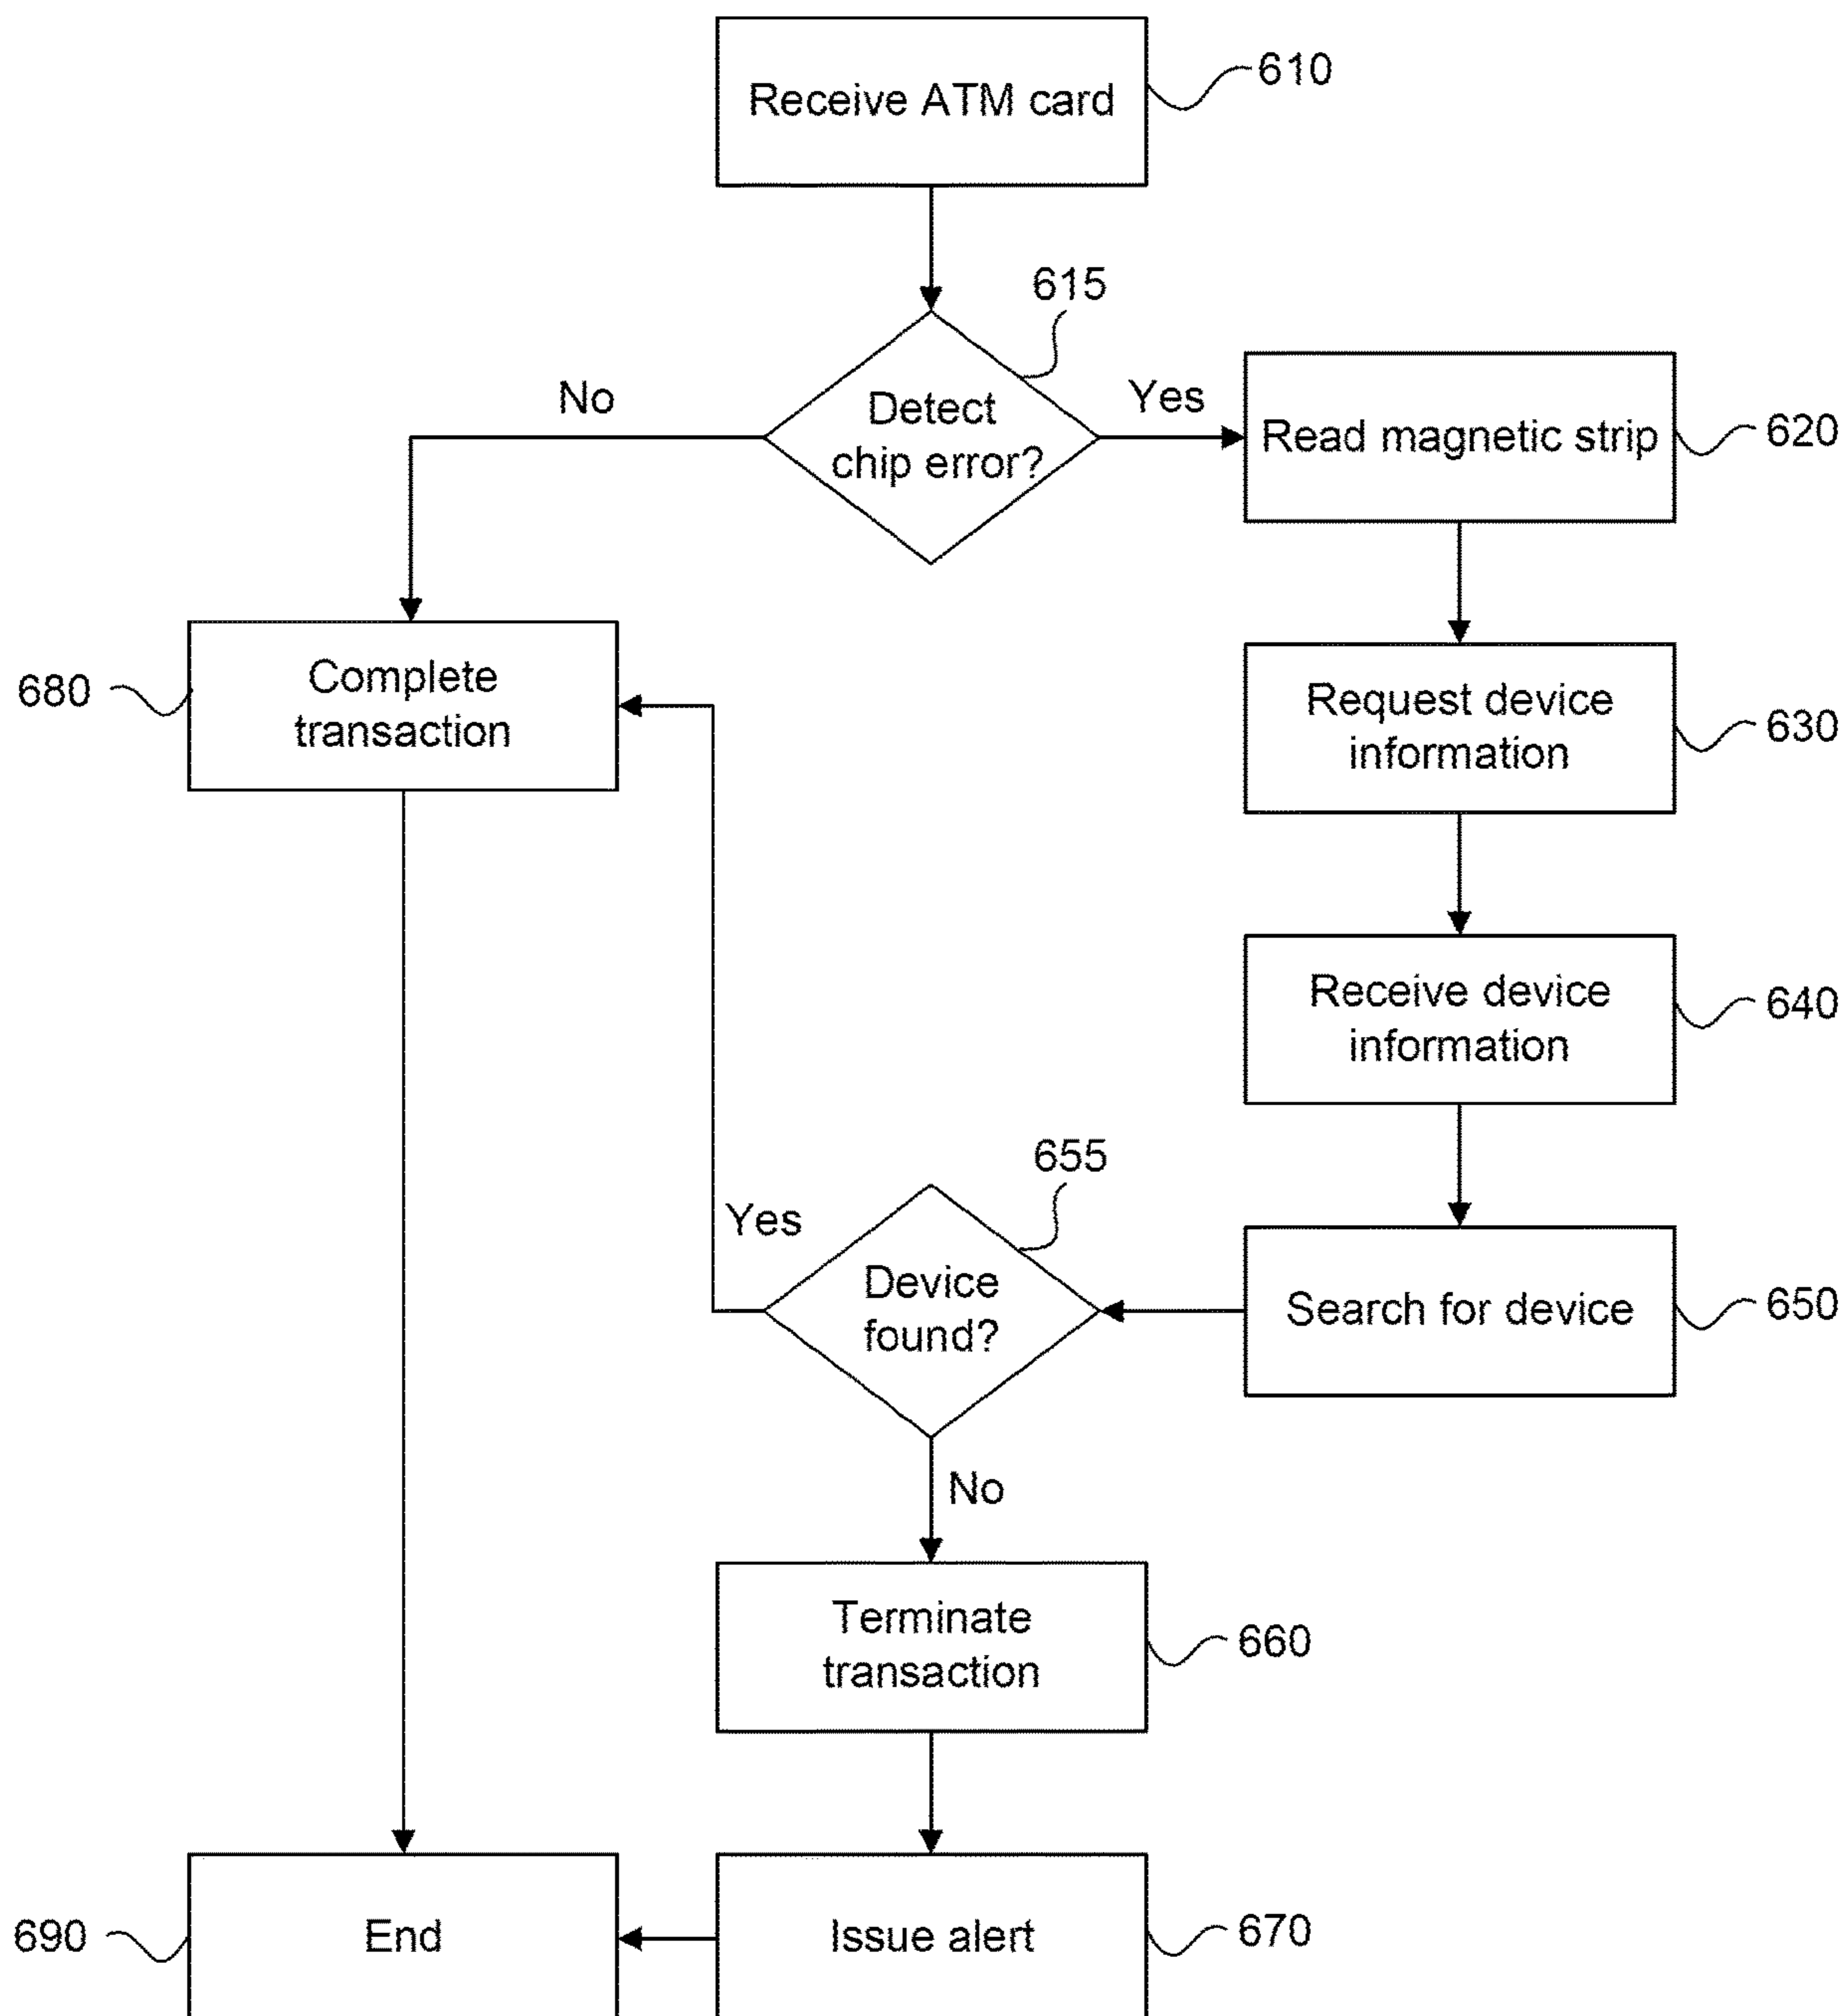 Receive ATM card
610
615
Detect
chip error?
No
Yes
Read magnetic strip
620
Complete
transaction
680
Request device
information
630
Receive device
information
640
655
Device
found?
Yes
No
Search for device
650
Terminate
transaction
660
690
End
Issue alert
670